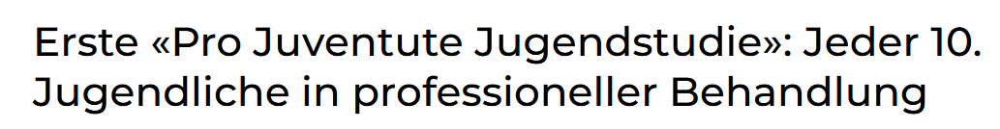 Erste «Pro Juventute Jugendstudie»: Jeder 10.
Jugendliche in professioneller Behandlung